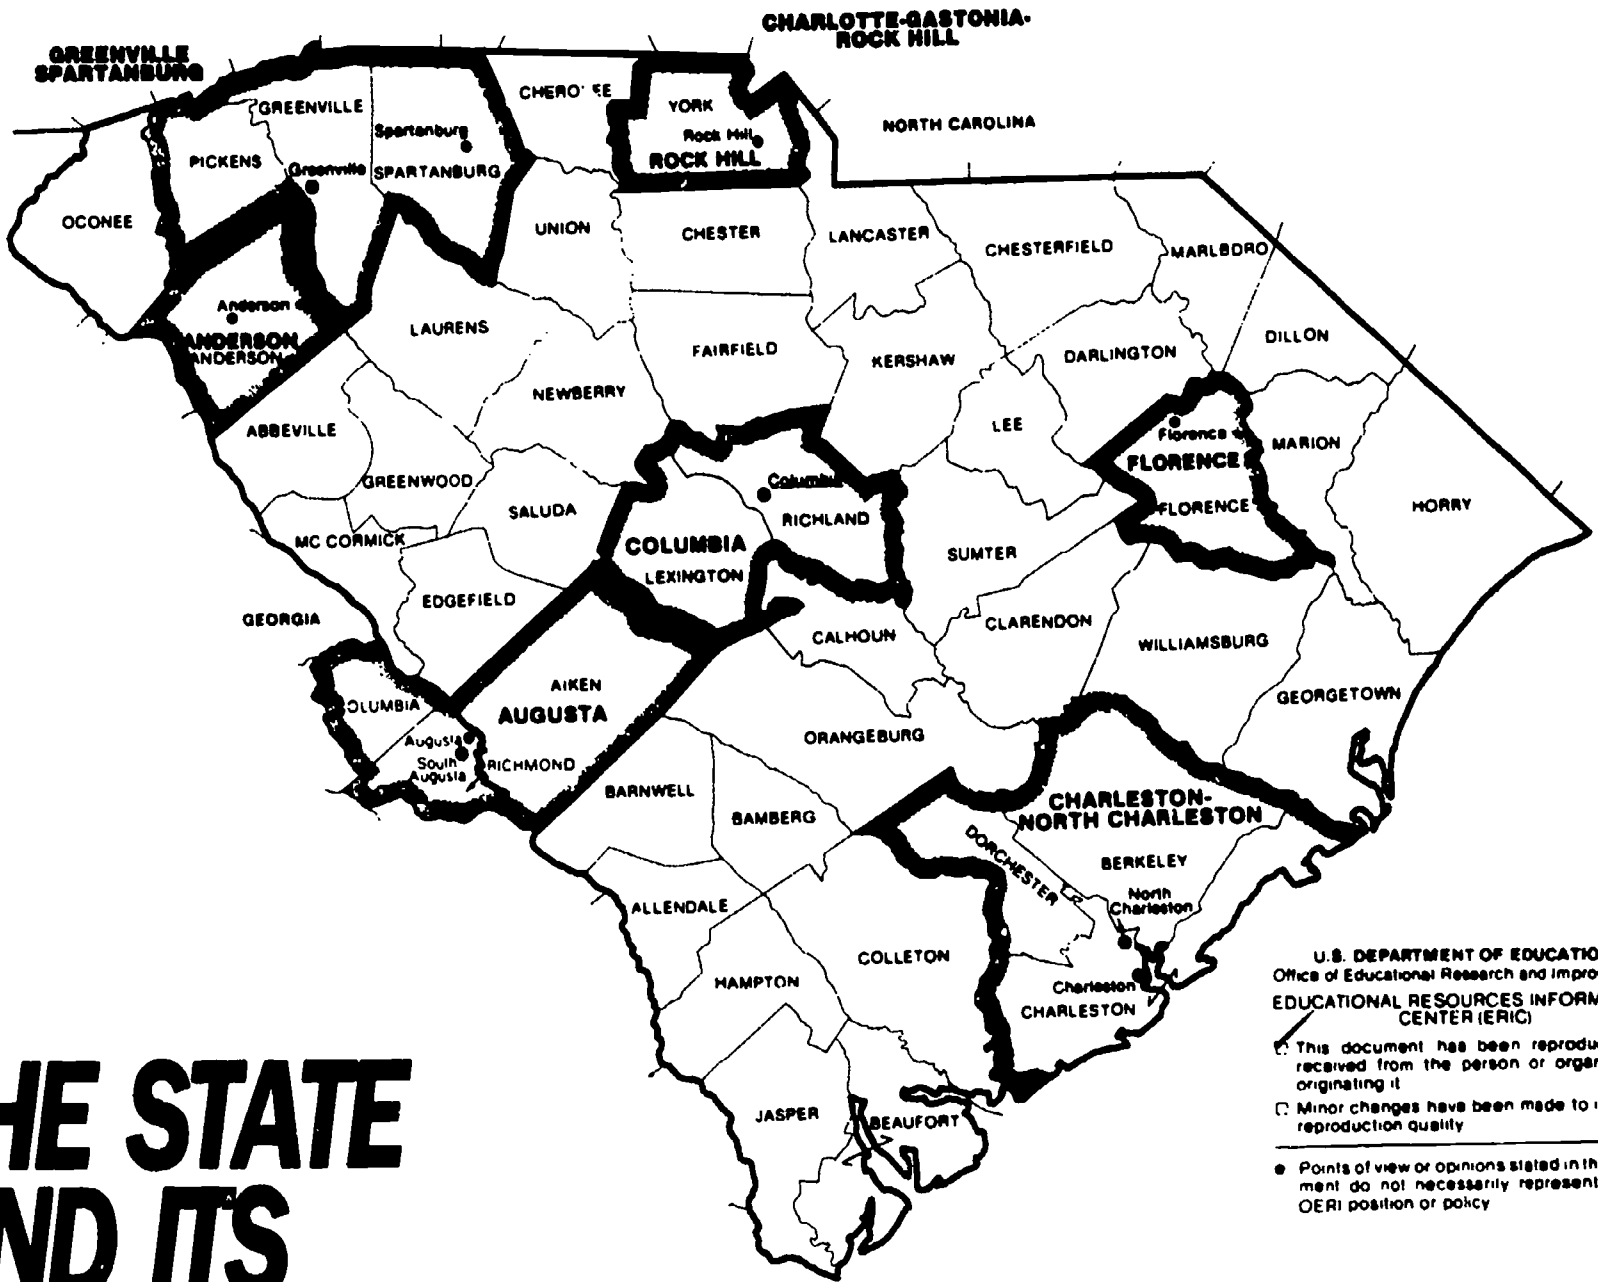 CHARLOTTE-GASTONIA-
ROCK HILL
GREENVILLE
SPARTANBURG
GREENVILLE
Spartanburg
PICKENS
Greenville
SPARTANBURG
YORK
Rock Hill
ROCK HILL
NORTH CAROLINA
OCONEE
UNION
CHESTER
LANCASTER
CHESTERFIELD
MARLBORO
Anderson
ANDERSON
ANDERSON
LAURENS
FAIRFIELD
KERSHAW
DARLINGTON
DILLON
NEWBERRY
ABBEVILLE
LEE
Florence
FLORENCE
FLORENCE
MARION
GREENWOOD
SALUDA
Columbia
RICHLAND
HORRY
MC CORMICK
COLUMBIA
LEXINGTON
SUMTER
EDGEFIELD
GEORGIA
CALHOUN
CLARENDON
WILLIAMSBURG
AIKEN
AUGUSTA
OLUMBIA
GEORGETOWN
Augusta
South
Augusta
RICHMOND
ORANGEBURG
BARNWELL
BAMBERG
CHARLESTON-
NORTH CHARLESTON
DORCHESTER
BERKELEY
North
Charleston
ALLENDALE
COLLETON
HAMPTON
Charleston
CHARLESTON
JASPER
BEAUFORT
U.S. DEPARTMENT OF EDUCATIO
Office of Educational Research and Improv
EDUCATIONAL RESOURCES INFORM
CENTER (ERIC)
This document has been reprodu
received from the person or organ
originating it
Minor changes have been made to i
reproduction quality
● Points of view or opinions stated in th
ment do not necessarily represent
OERI position or policy
HE STATE
ND ITS